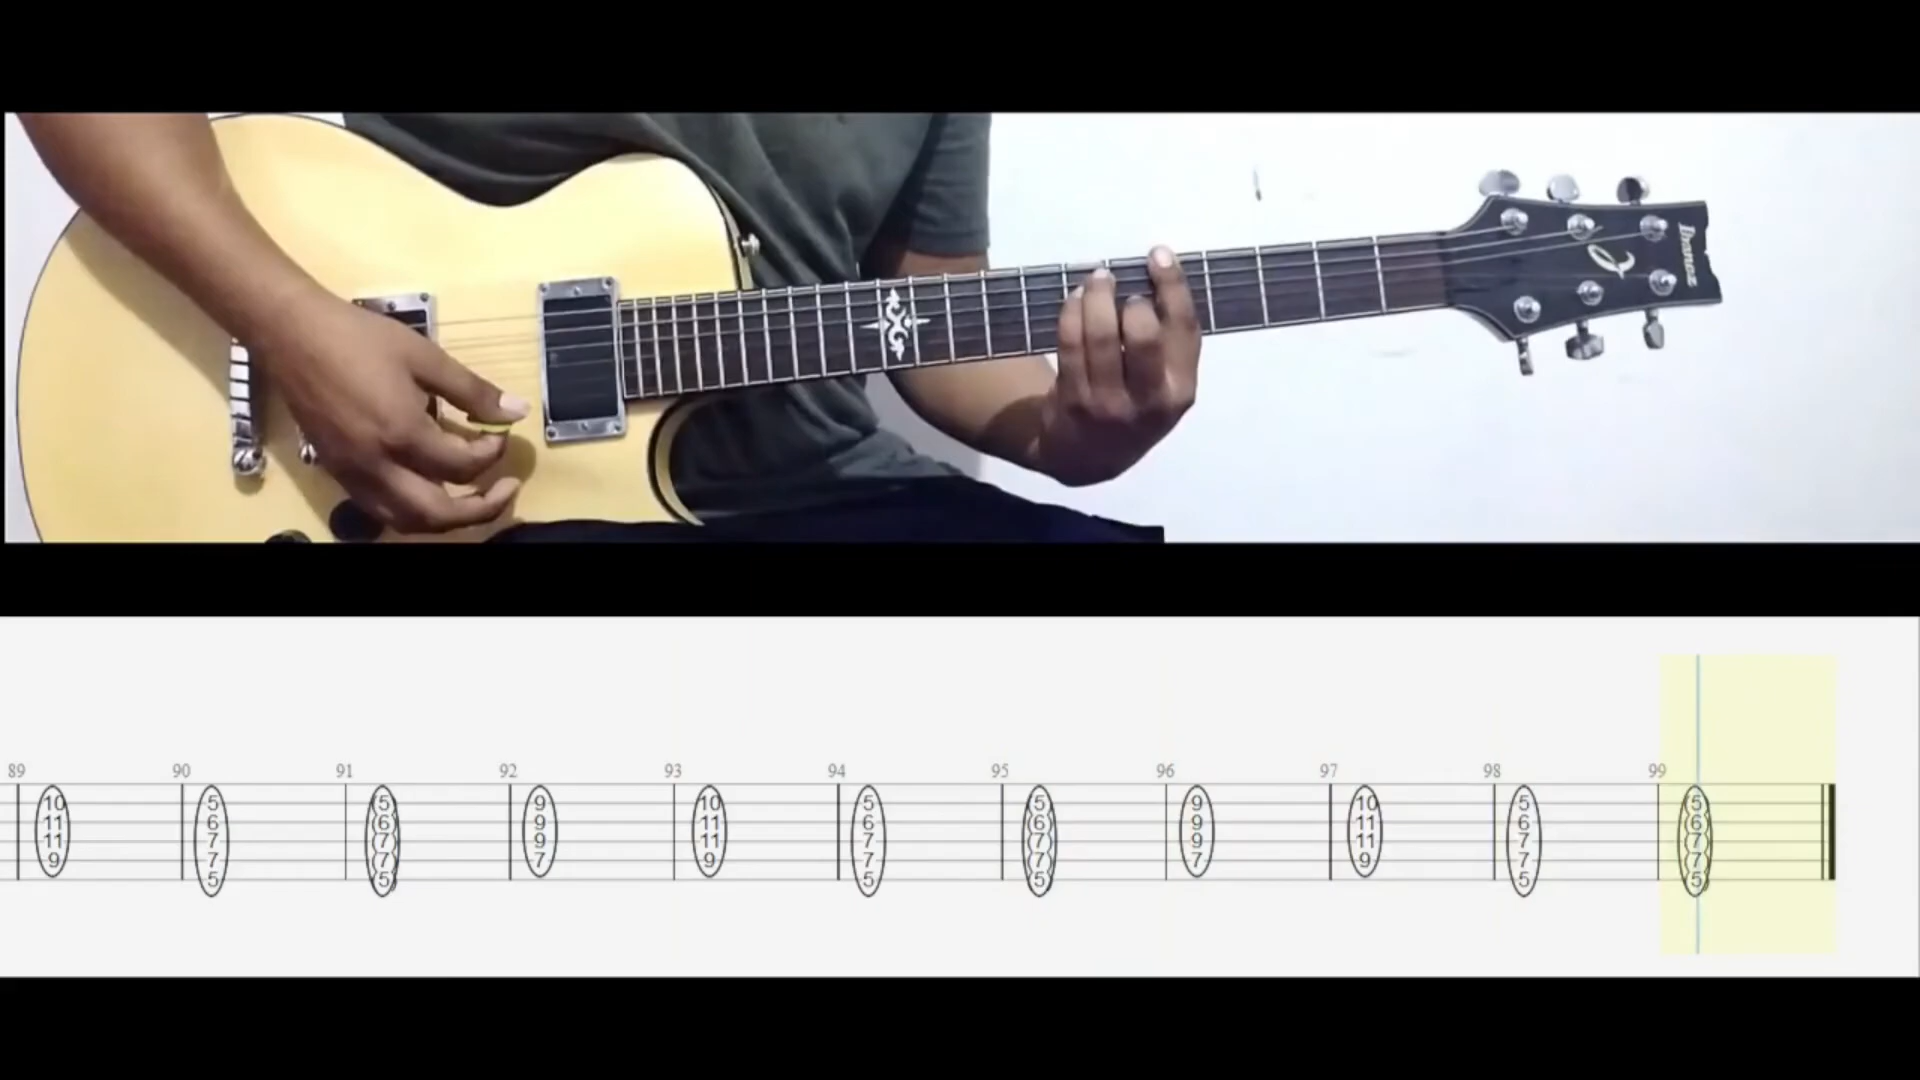 Ibanez
89 90 91 92 93 94 95 96 97 98 99
10 5 (5) 9 10 5 (5) 9 10 5 (5)
11 6 (6) 9 11 6 (6) 9 11 6 (6)
11 7 (7) 9 11 7 (7) 9 11 7 (7)
9 7 (7) 7 9 7 (7) 7 9 7 (7)
5 (5) 5 (5) 5 (5)